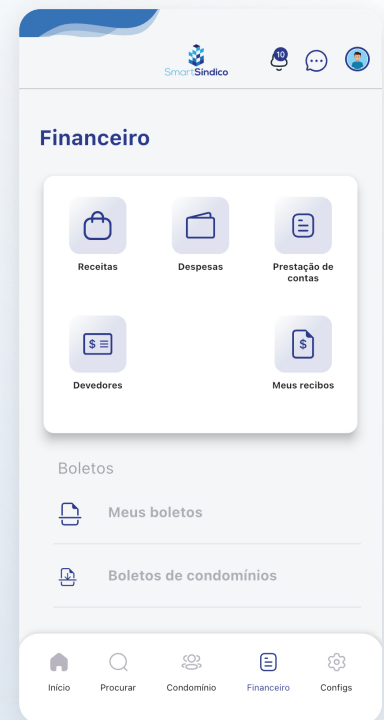 SmartSíndico
10
Financeiro
Receitas
Despesas
Prestação de
contas
Devedores
Meus recibos
Boletos
Meus boletos
Boletos de condomínios
Início
Procurar
Condomínio
Financeiro
Configs